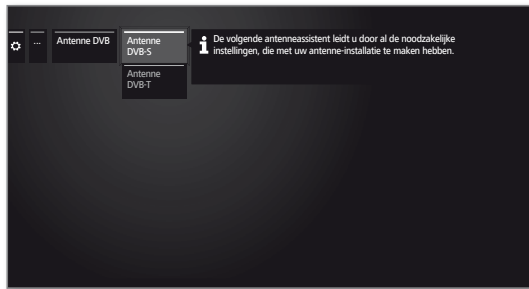 ... Antenne DVB Antenne De volgende antenneassistent leidt u door al de noodzakelijke
DVB-S instellingen, die met uw antenne-installatie te maken hebben.
Antenne
DVB-T